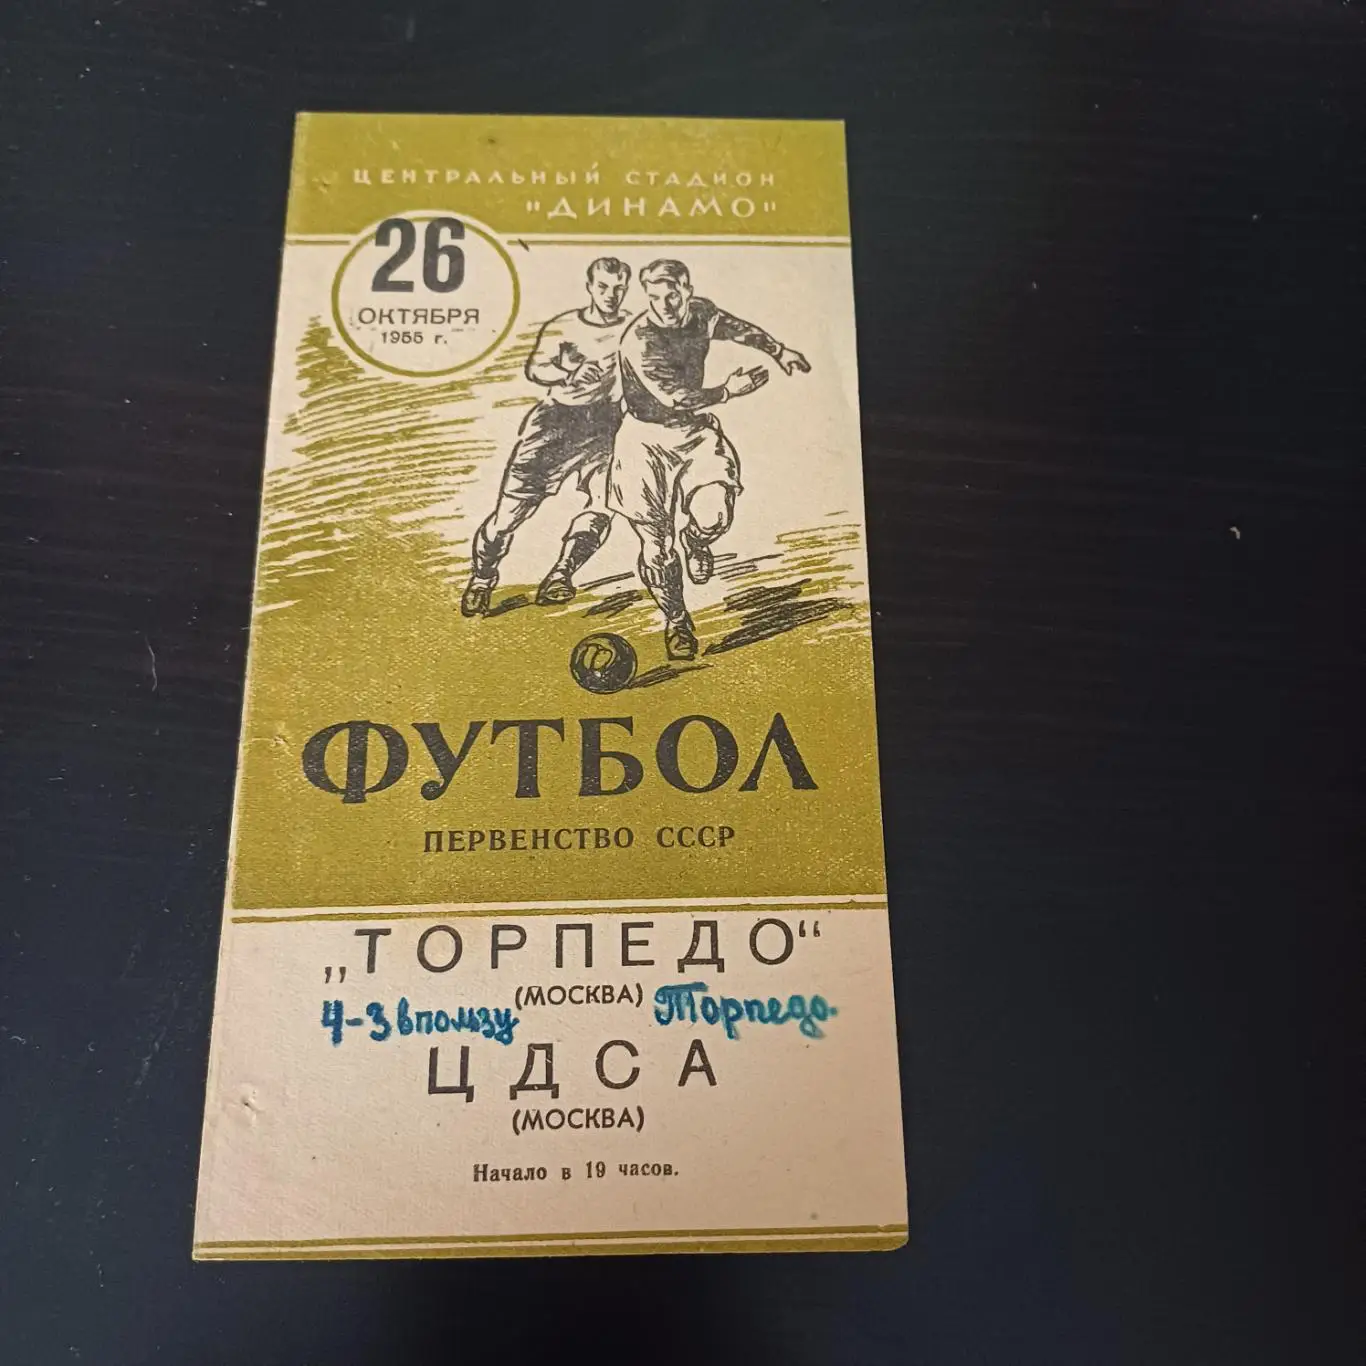 ЦЕНТРАЛЬНЫЙ СТАДИОН
"ДИНАМО"
26
ОКТЯБРЯ
1955 г.
ФУТБОЛ
ПЕРВЕНСТВО СССР
„ТОРПЕДО“
(МОСКВА)
4-3 в пользу Торпедо.
ЦДСА
(МОСКВА)
Начало в 19 часов.